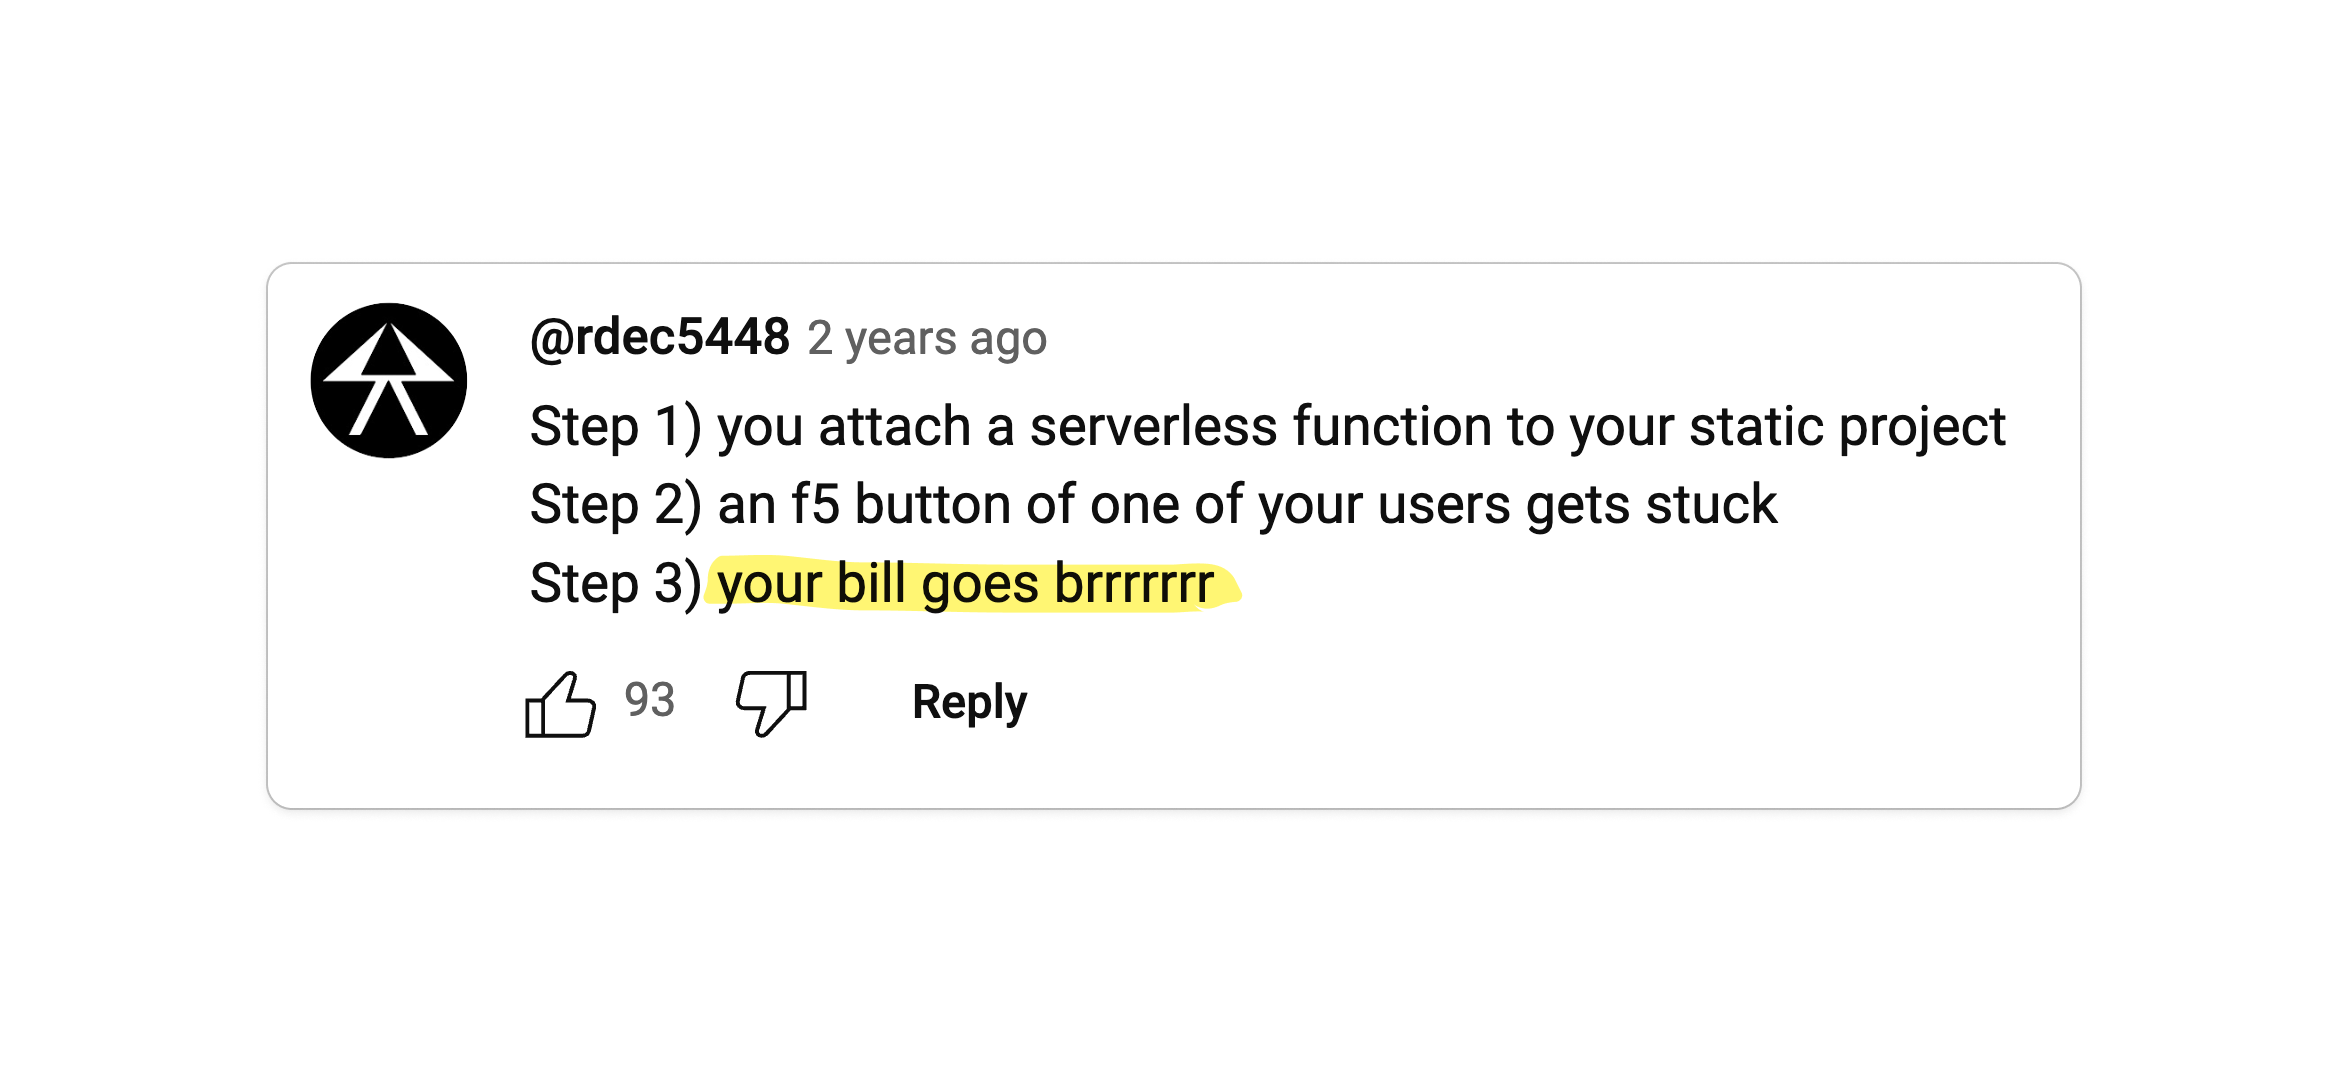 @rdec5448 2 years ago
Step 1) you attach a serverless function to your static project
Step 2) an f5 button of one of your users gets stuck
Step 3) your bill goes brrrrrrr
93 Reply